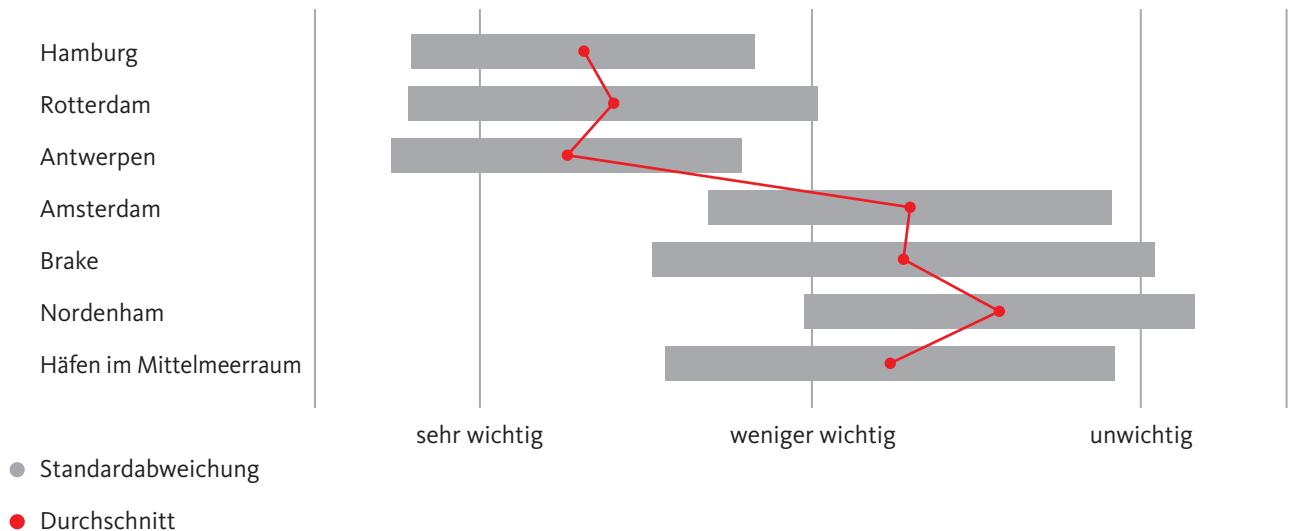 Hamburg
Rotterdam
Antwerpen
Amsterdam
Brake
Nordenham
Häfen im Mittelmeerraum
sehr wichtig
weniger wichtig
unwichtig
Standardabweichung
Durchschnitt